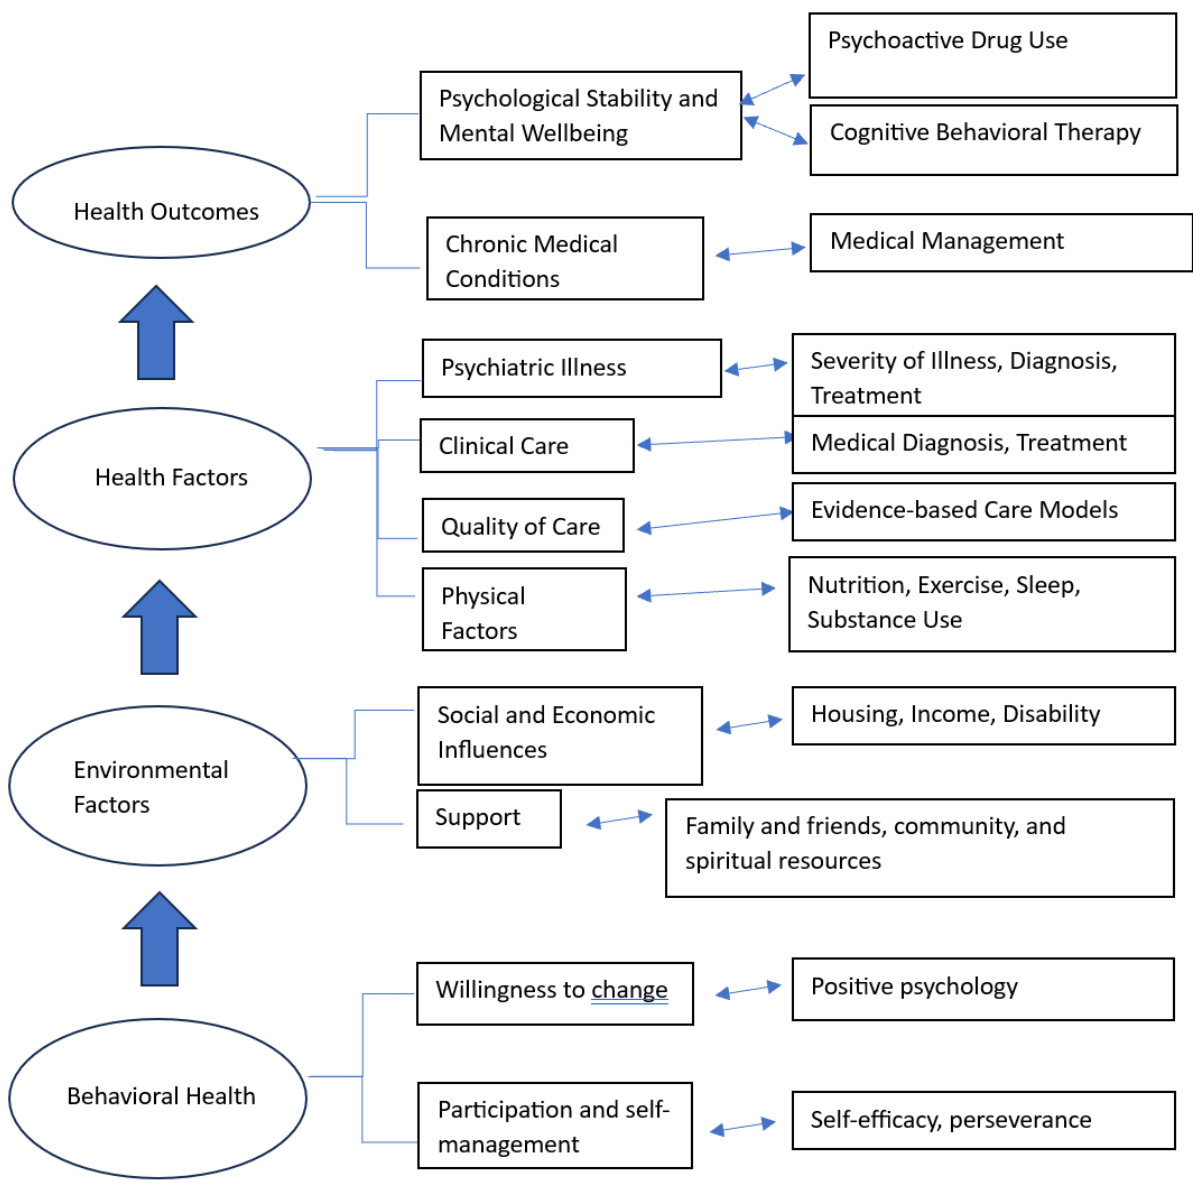 Psychoactive Drug Use
Psychological Stability and
Mental Wellbeing
Cognitive Behavioral Therapy
Health Outcomes
Chronic Medical
Conditions
Medical Management
Psychiatric Illness
Severity of Illness, Diagnosis,
Treatment
Clinical Care
Medical Diagnosis, Treatment
Health Factors
Quality of Care
Evidence-based Care Models
Physical
Factors
Nutrition, Exercise, Sleep,
Substance Use
Social and Economic
Influences
Housing, Income, Disability
Environmental
Factors
Support
Family and friends, community, and
spiritual resources
Willingness to change
Positive psychology
Behavioral Health
Participation and self-
management
Self-efficacy, perseverance